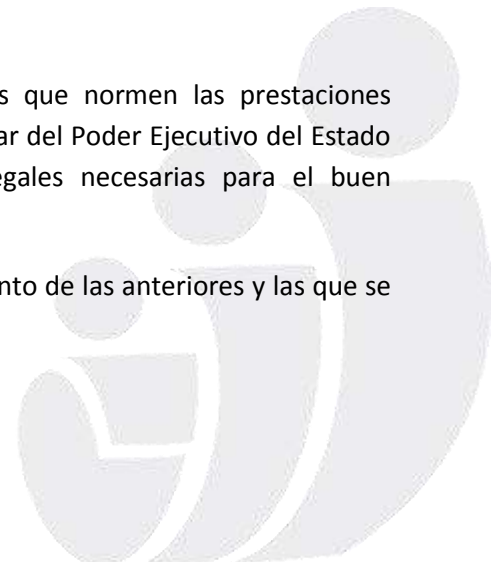 s que normen las prestaciones
ar del Poder Ejecutivo del Estado
egales necesarias para el buen
nto de las anteriores y las que se